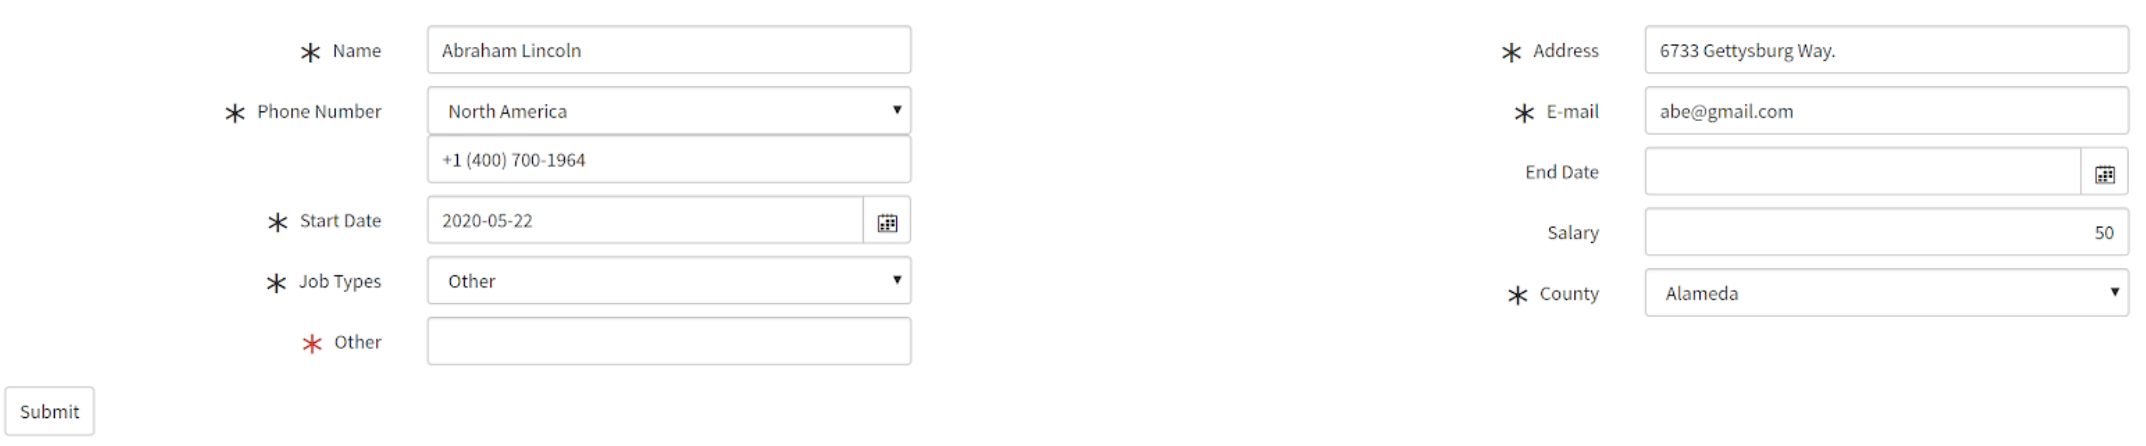 * Name Abraham Lincoln
* Phone Number North America
+1 (400) 700-1964
* Start Date 2020-05-22
* Job Types Other
* Other
* Address 6733 Gettysburg Way.
* E-mail abe@gmail.com
End Date
Salary 50
* County Alameda
Submit